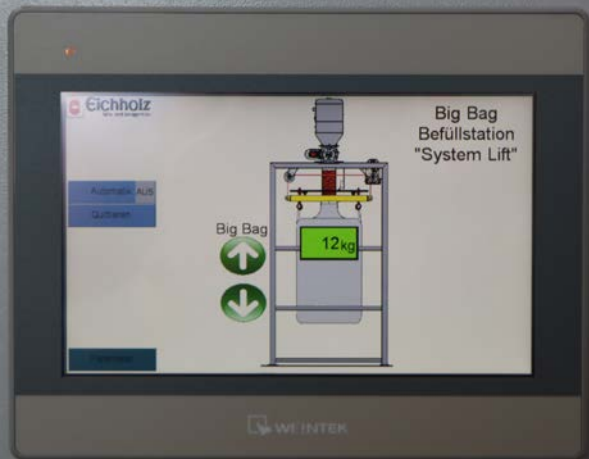 Eichholz
Big Bag
Befüllstation
"System Lift"
Automatik AUS
Quittieren
Big Bag
12kg
WEINTEK